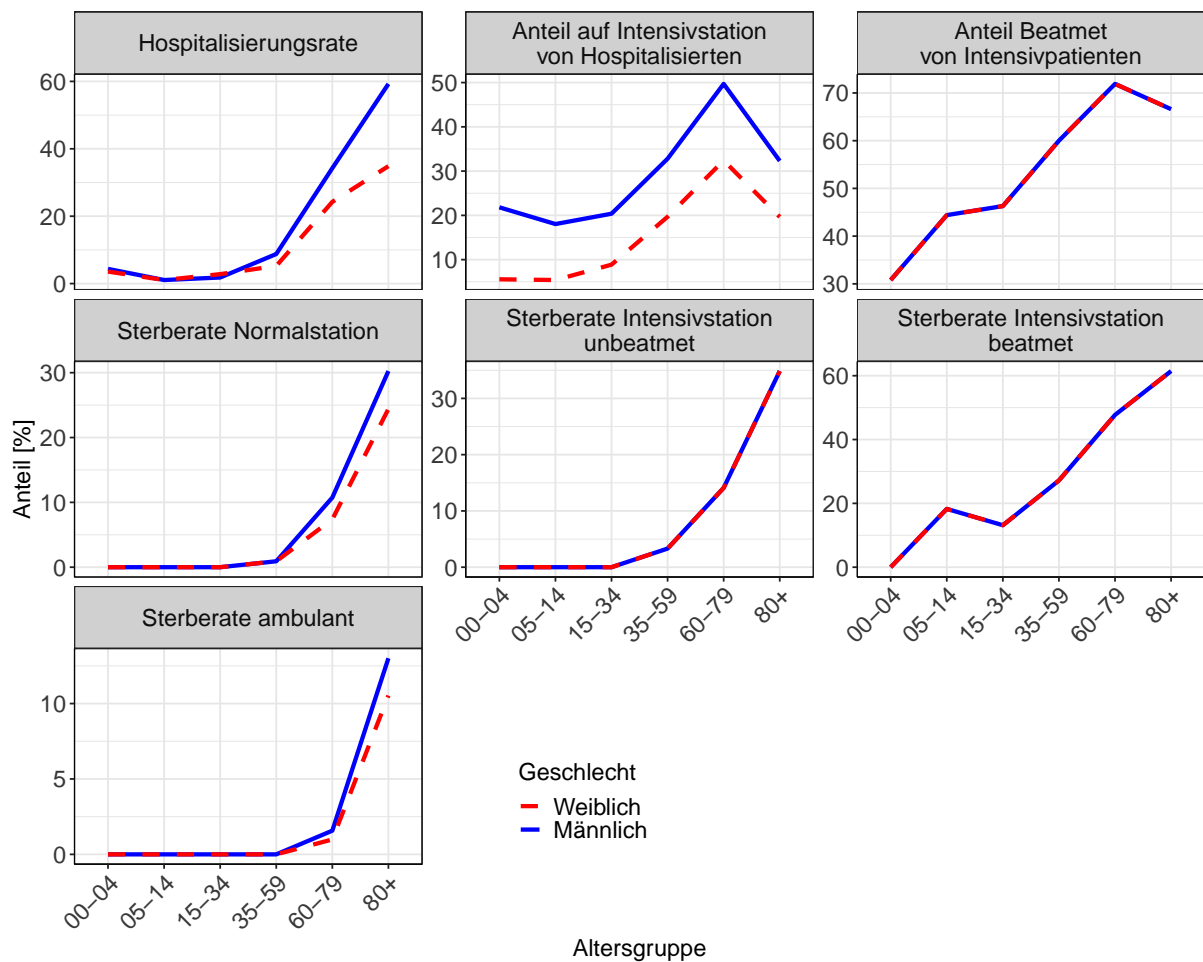 Hospitalisierungsrate
Anteil auf Intensivstation
von Hospitalisierten
Anteil Beatmet
von Intensivpatienten
60
40
20
0
50
40
30
20
10
70
60
50
40
30
Sterberate Normalstation
Sterberate Intensivstation
unbeatmet
Sterberate Intensivstation
beatmet
Anteil [%]
30
20
10
0
30
20
10
0
60
40
20
0
00–04
05–14
15–34
35–59
60–79
80+
00–04
05–14
15–34
35–59
60–79
80+
Sterberate ambulant
10
5
0
00–04
05–14
15–34
35–59
60–79
80+
Geschlecht
Weiblich
Männlich
Altersgruppe